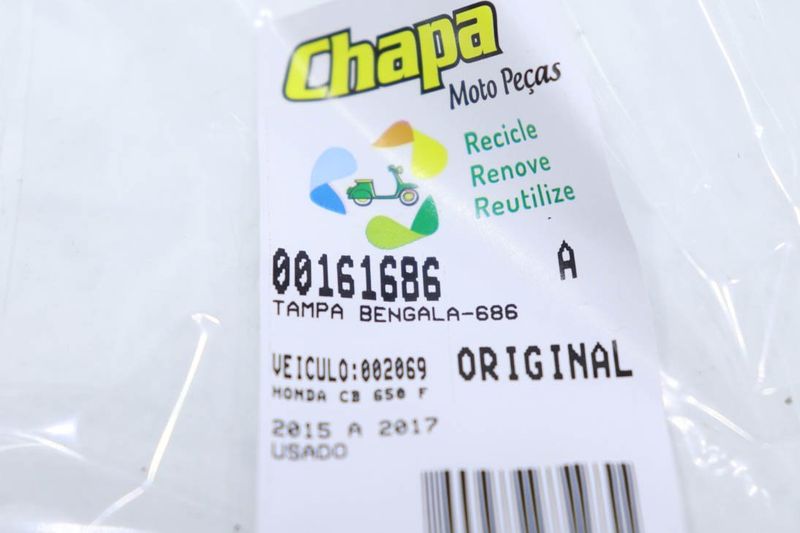 Chapa
Moto Peças
Recicle
Renove
Reutilize
00161686
A
TAMPA BENGALA-686
VEICULO:002069
ORIGINAL
HONDA CB 650 F
2015 A 2017
USADO